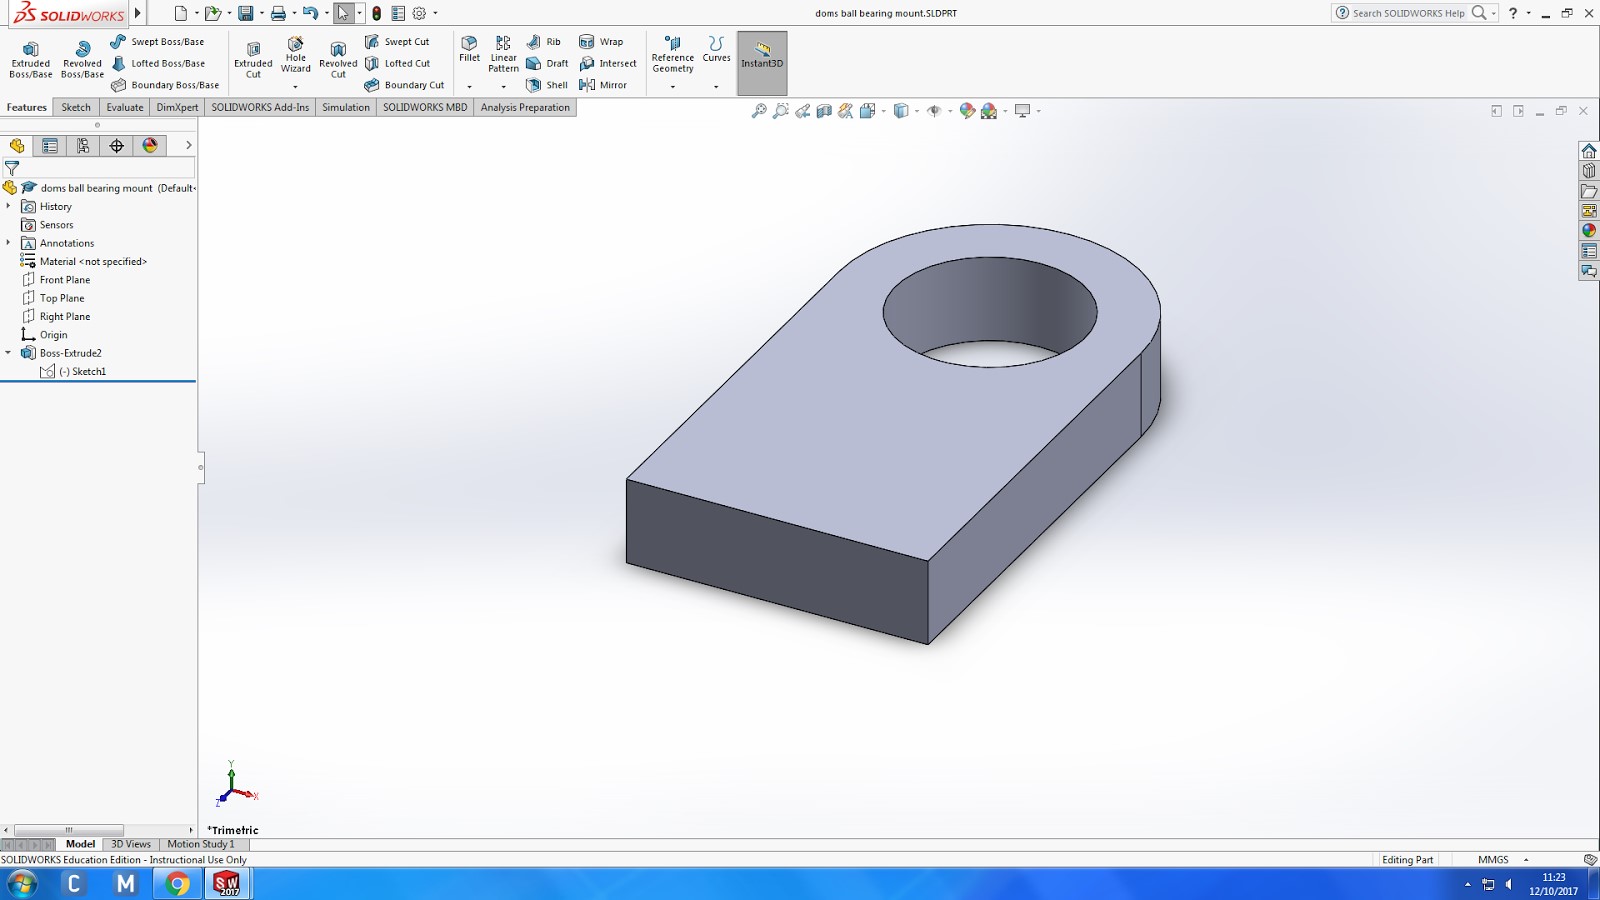 SOLIDWORKS
doms ball bearing mount.SLDPRT
Search SOLIDWORKS Help
?
Extruded Boss/Base
Revolved Boss/Base
Swept Boss/Base
Lofted Boss/Base
Boundary Boss/Base
Extruded Cut
Hole Wizard
Revolved Cut
Swept Cut
Lofted Cut
Boundary Cut
Fillet
Linear Pattern
Rib
Draft
Shell
Wrap
Intersect
Mirror
Reference Geometry
Curves
Instant3D
Features
Sketch
Evaluate
DimXpert
SOLIDWORKS Add-Ins
Simulation
SOLIDWORKS MBD
Analysis Preparation
doms ball bearing mount (Default<
History
Sensors
Annotations
Material <not specified>
Front Plane
Top Plane
Right Plane
Origin
Boss-Extrude2
(-) Sketch1
Y
X
Z
*Trimetric
Model
3D Views
Motion Study 1
SOLIDWORKS Education Edition - Instructional Use Only
Editing Part
MMGS
C
M
SW
2017
11:23
12/10/2017